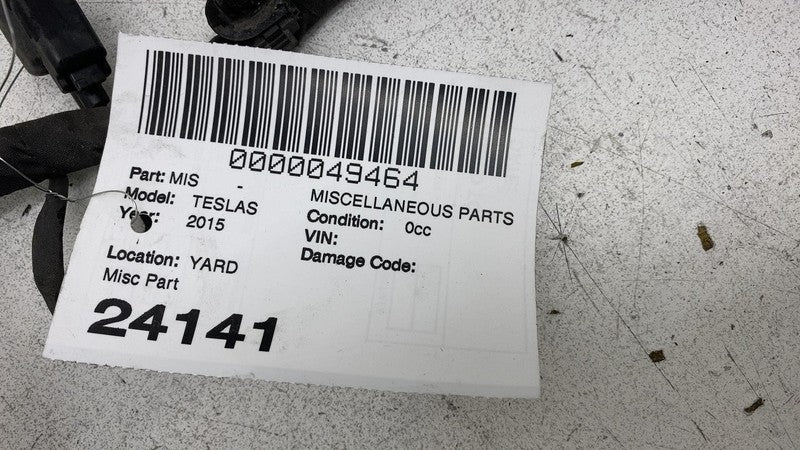 0000049464
Part: MIS -
MISCELLANEOUS PARTS
Model: TESLAS
Condition: 0cc
Year: 2015
VIN:
Damage Code:
Location: YARD
Misc Part
24141